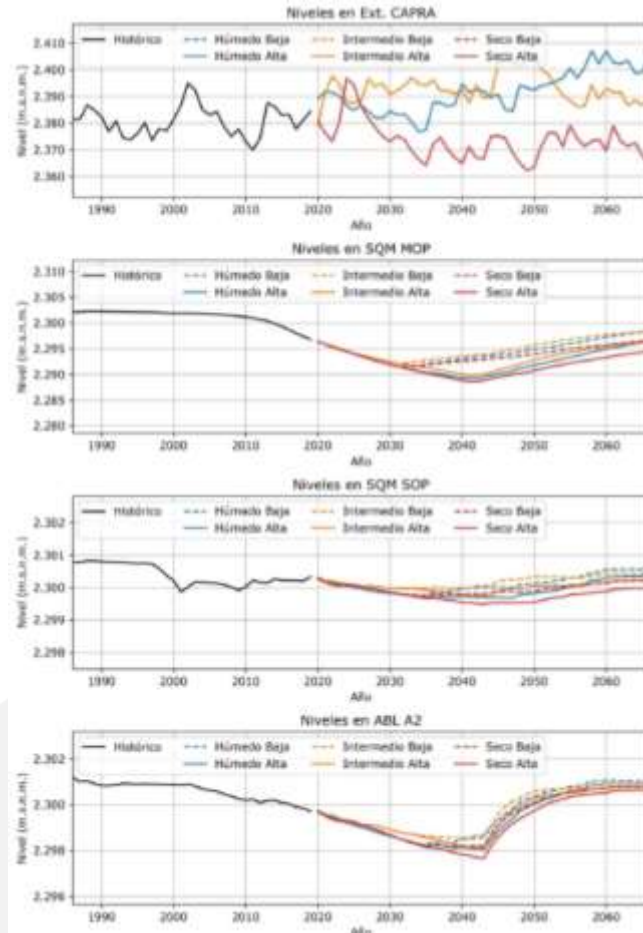 Niveles en Ext. CAPRA
Histórico
Húmedo Baja
Húmedo Alta
Intermedio Baja
Intermedio Alta
Seco Baja
Seco Alta
Nivel (m.s.n.m.)
2.410
2.400
2.390
2.380
2.370
2.360
1990 2000 2010 2020 2030 2040 2050 2060
Año
Niveles en SQM MOP
Histórico
Húmedo Baja
Húmedo Alta
Intermedio Baja
Intermedio Alta
Seco Baja
Seco Alta
Nivel (m.s.n.m.)
2.310
2.305
2.300
2.295
2.290
2.285
2.280
1990 2000 2010 2020 2030 2040 2050 2060
Año
Niveles en SQM SOP
Histórico
Húmedo Baja
Húmedo Alta
Intermedio Baja
Intermedio Alta
Seco Baja
Seco Alta
Nivel (m.s.n.m.)
2.302
2.301
2.300
2.299
2.298
1990 2000 2010 2020 2030 2040 2050 2060
Año
Niveles en ABL A2
Histórico
Húmedo Baja
Húmedo Alta
Intermedio Baja
Intermedio Alta
Seco Baja
Seco Alta
Nivel (m.s.n.m.)
2.302
2.300
2.298
2.296
1990 2000 2010 2020 2030 2040 2050 2060
Año